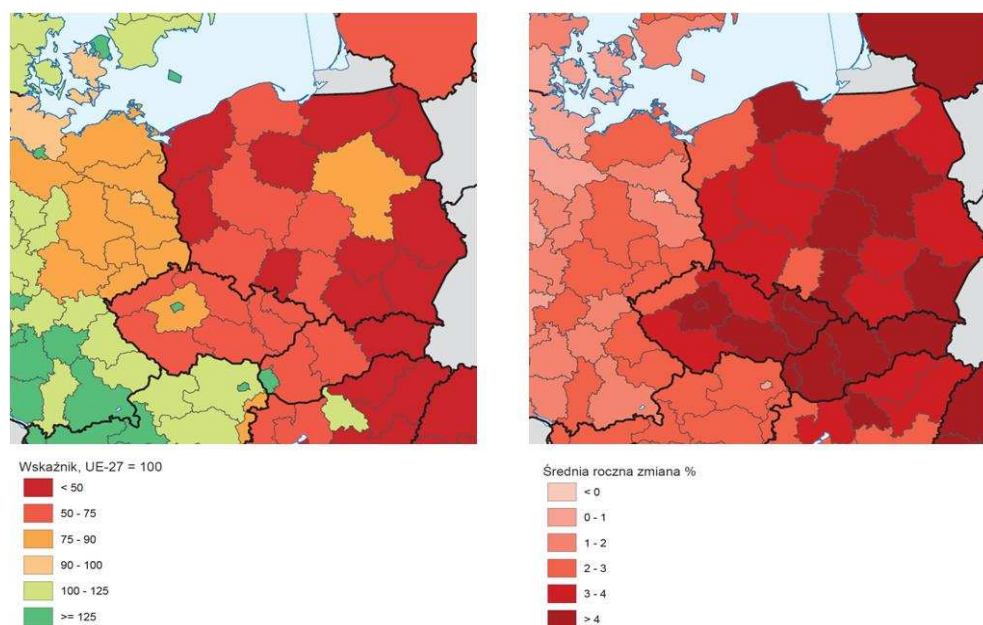 Wskaźnik, UE-27 = 100
< 50
50 - 75
75 - 90
90 - 100
100 - 125
>= 125
Średnia roczna zmiana %
< 0
0 - 1
1 - 2
2 - 3
3 - 4
> 4